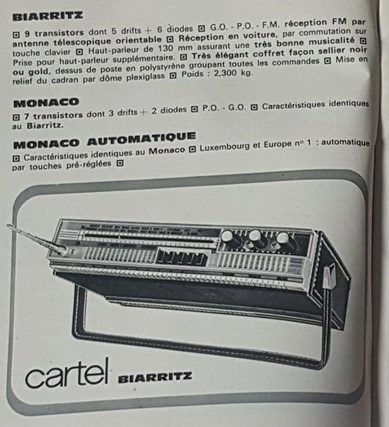 BIARRITZ
⊡ 9 transistors dont 5 drifts + 6 diodes ⊡ G.O. - P.O. - F.M. réception FM par
antenne télescopique orientable ⊡ Réception en voiture, par commutation sur
touche clavier ⊡ Haut-parleur de 130 mm assurant une très bonne musicalité ⊡
Prise pour haut-parleur supplémentaire. ⊡ Très élégant coffret façon sellier noir
ou gold, dessus de poste en polystyrène groupant toutes les commandes ⊡ Mise en
relief du cadran par dôme plexiglass ⊡ Poids : 2,300 kg.
MONACO
⊡ 7 transistors dont 3 drifts + 2 diodes ⊡ P.O. - G.O. ⊡ Caractéristiques identiques
au Biarritz.
MONACO AUTOMATIQUE
⊡ Caractéristiques identiques au Monaco ⊡ Luxembourg et Europe n° 1 : automatique
par touches pré-réglées ⊡
cartel BIARRITZ